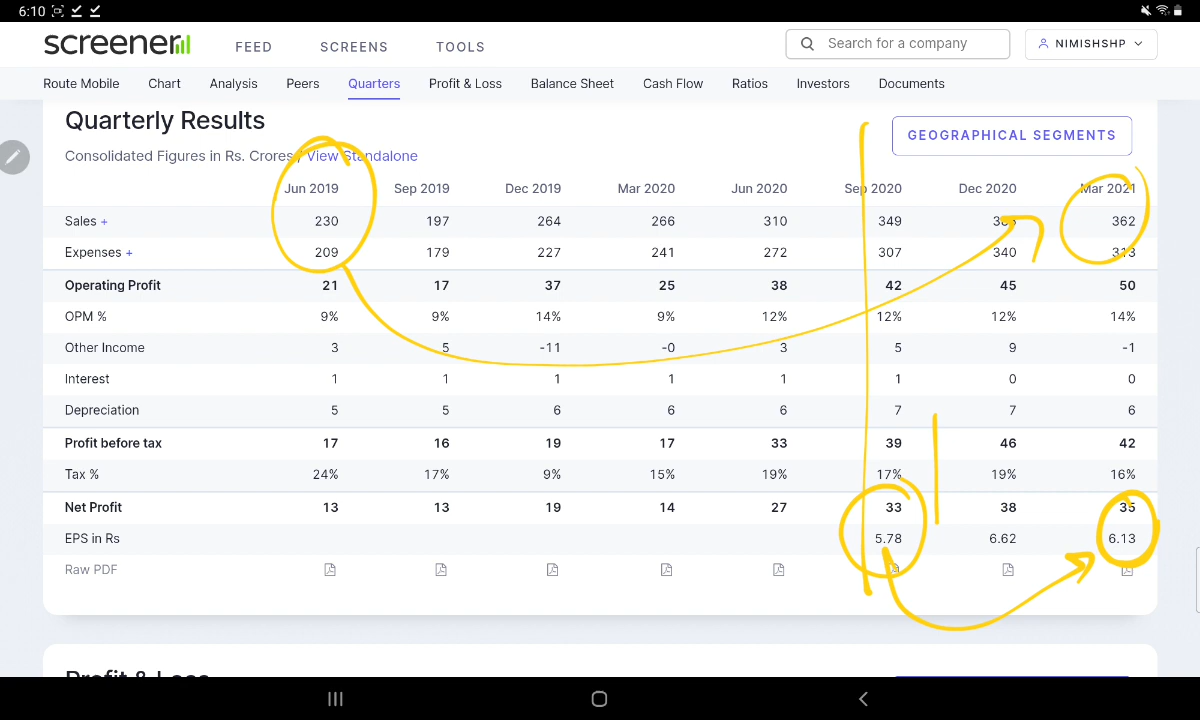 6:10
screener FEED SCREENS TOOLS Search for a company NIMISHSHP
Route Mobile Chart Analysis Peers Quarters Profit & Loss Balance Sheet Cash Flow Ratios Investors Documents
Quarterly Results
GEOGRAPHICAL SEGMENTS
Consolidated Figures in Rs. Crores / View Standalone
Jun 2019 Sep 2019 Dec 2019 Mar 2020 Jun 2020 Sep 2020 Dec 2020 Mar 2021
Sales + 230 197 264 266 310 349 362
Expenses + 209 179 227 241 272 307 340 313
Operating Profit 21 17 37 25 38 42 45 50
OPM % 9% 9% 14% 9% 12% 12% 12% 14%
Other Income 3 5 -11 -0 3 5 9 -1
Interest 1 1 1 1 1 1 0 0
Depreciation 5 5 6 6 6 7 7 6
Profit before tax 17 16 19 17 33 39 46 42
Tax % 24% 17% 9% 15% 19% 17% 19% 16%
Net Profit 13 13 19 14 27 33 38 35
EPS in Rs 5.78 6.62 6.13
Raw PDF
Profit & Loss